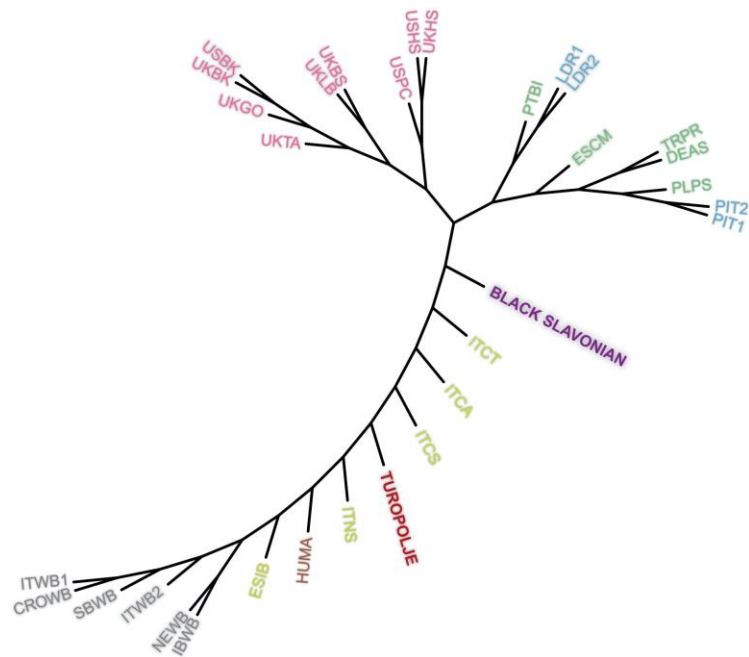 USBK
UKBK
UKGO
UKTA
UKBS
UKLB
USHS
UKHS
USPC
PTBI
LDR1
LDR2
ESCM
TRPR
DEAS
PLPS
PIT2
PIT1
BLACK SLAVONIAN
ITCT
ITCA
ITCS
TUROPOLJE
ITNS
HUMA
ESIB
IBWB
NEWB
ITWB2
SBWB
CROWB
ITWB1